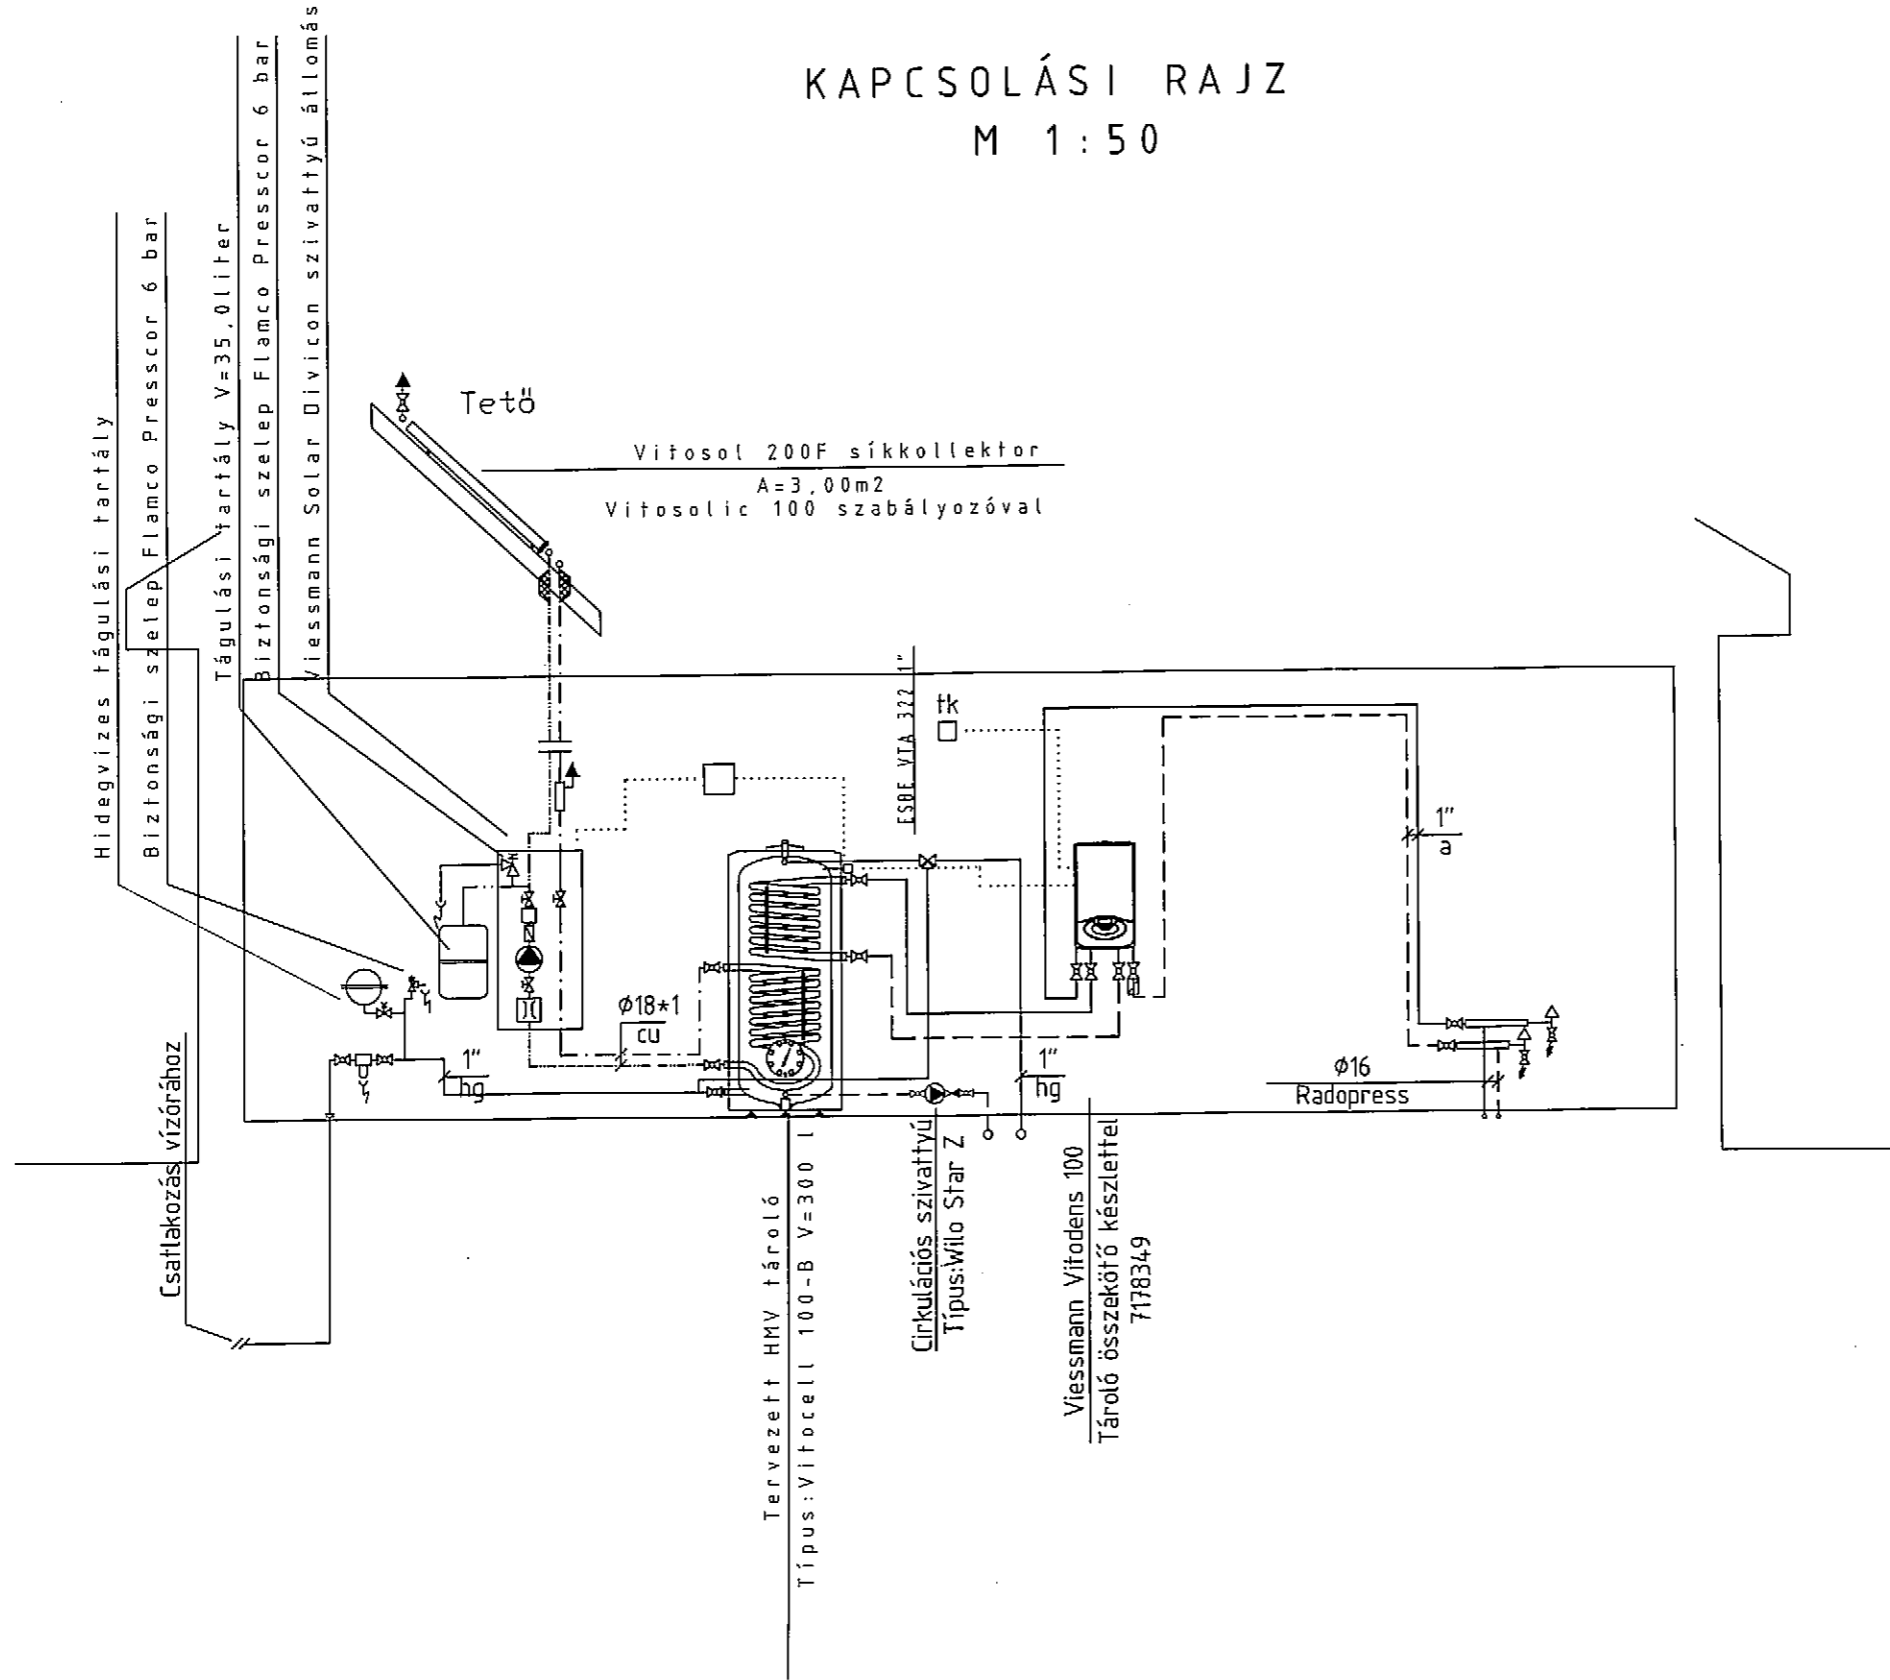 KAPCSOLÁSI RAJZ
M 1:50
Hidegvizes tágulási tartály
Biztonsági szelep Flamco Presscor 6 bar
Tágulási tartály V=35,0liter
Biztonsági szelep Flamco Presscor 6 bar
Viessmann Solar Divicon szivattyú állomás
Tető
Vitosol 200F síkkollektor
A=3,00m2
Vitosolic 100 szabályozóval
ESBE VTA 322 1"
tk
1"
a
ϕ18*1
cu
1"
hg
1"
hg
ϕ16
Radopress
Csatlakozás vízórához
Tervezett HMV tároló
Típus:Vitocell 100-B V=300 l
Cirkulációs szivattyú
Típus:Wilo Star Z
Viessmann Vitodens 100
Tároló összekötő készlettel
7178349